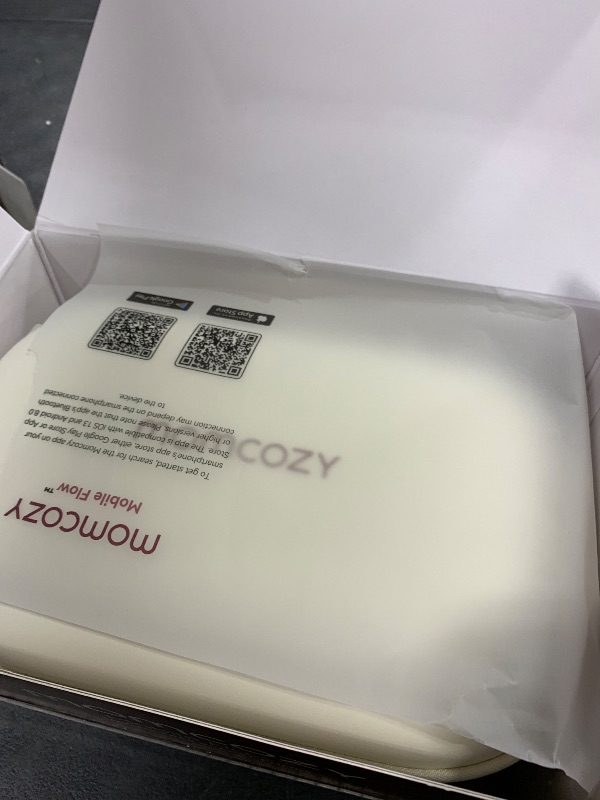 momcozy
Mobile Flow™
To get started, search for the Momcozy app on your
smartphone's app store, either Google Play Store or App
Store. The app is compatible with iOS 13 and Android 8.0
or higher versions. Please note that the app's Bluetooth
connection may depend on the smartphone connected
to the device.
App Store
Google Play
COZY